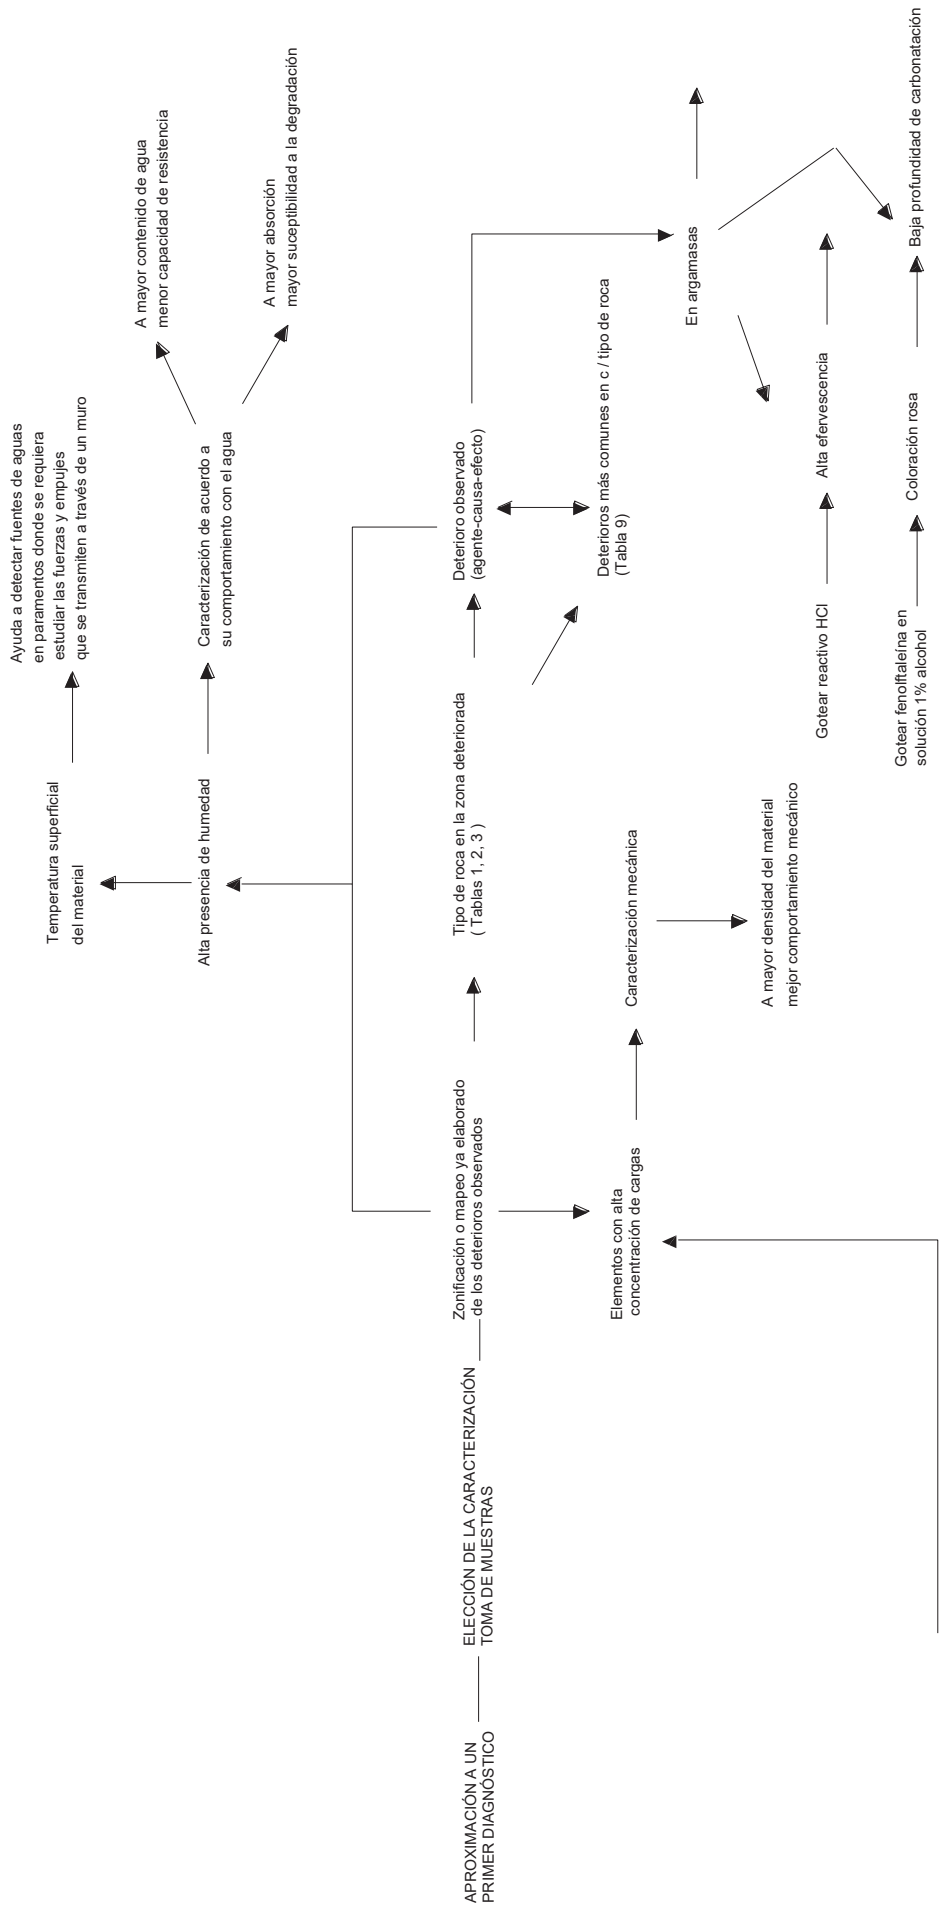 APROXIMACIÓN A UN
PRIMER DIAGNÓSTICO
ELECCIÓN DE LA CARACTERIZACIÓN
TOMA DE MUESTRAS
Zonificación o mapeo ya elaborado
de los deterioros observados
Elementos con alta
concentración de cargas
Caracterización mecánica
A mayor densidad del material
mejor comportamiento mecánico
Temperatura superficial
del material
Ayuda a detectar fuentes de aguas
en paramentos donde se requiera
estudiar las fuerzas y empujes
que se transmiten a través de un muro
Alta presencia de humedad
Caracterización de acuerdo a
su comportamiento con el agua
A mayor contenido de agua
menor capacidad de resistencia
A mayor absorción
mayor suceptibilidad a la degradación
Tipo de roca en la zona deteriorada
( Tablas 1, 2, 3 )
Deterioro observado
(agente-causa-efecto)
Deterioros más comunes en c / tipo de roca
(Tabla 9)
En argamasas
Gotear reactivo HCl
Alta efervescencia
Gotear fenolftaleína en
solución 1% alcohol
Coloración rosa
Baja profundidad de carbonatación